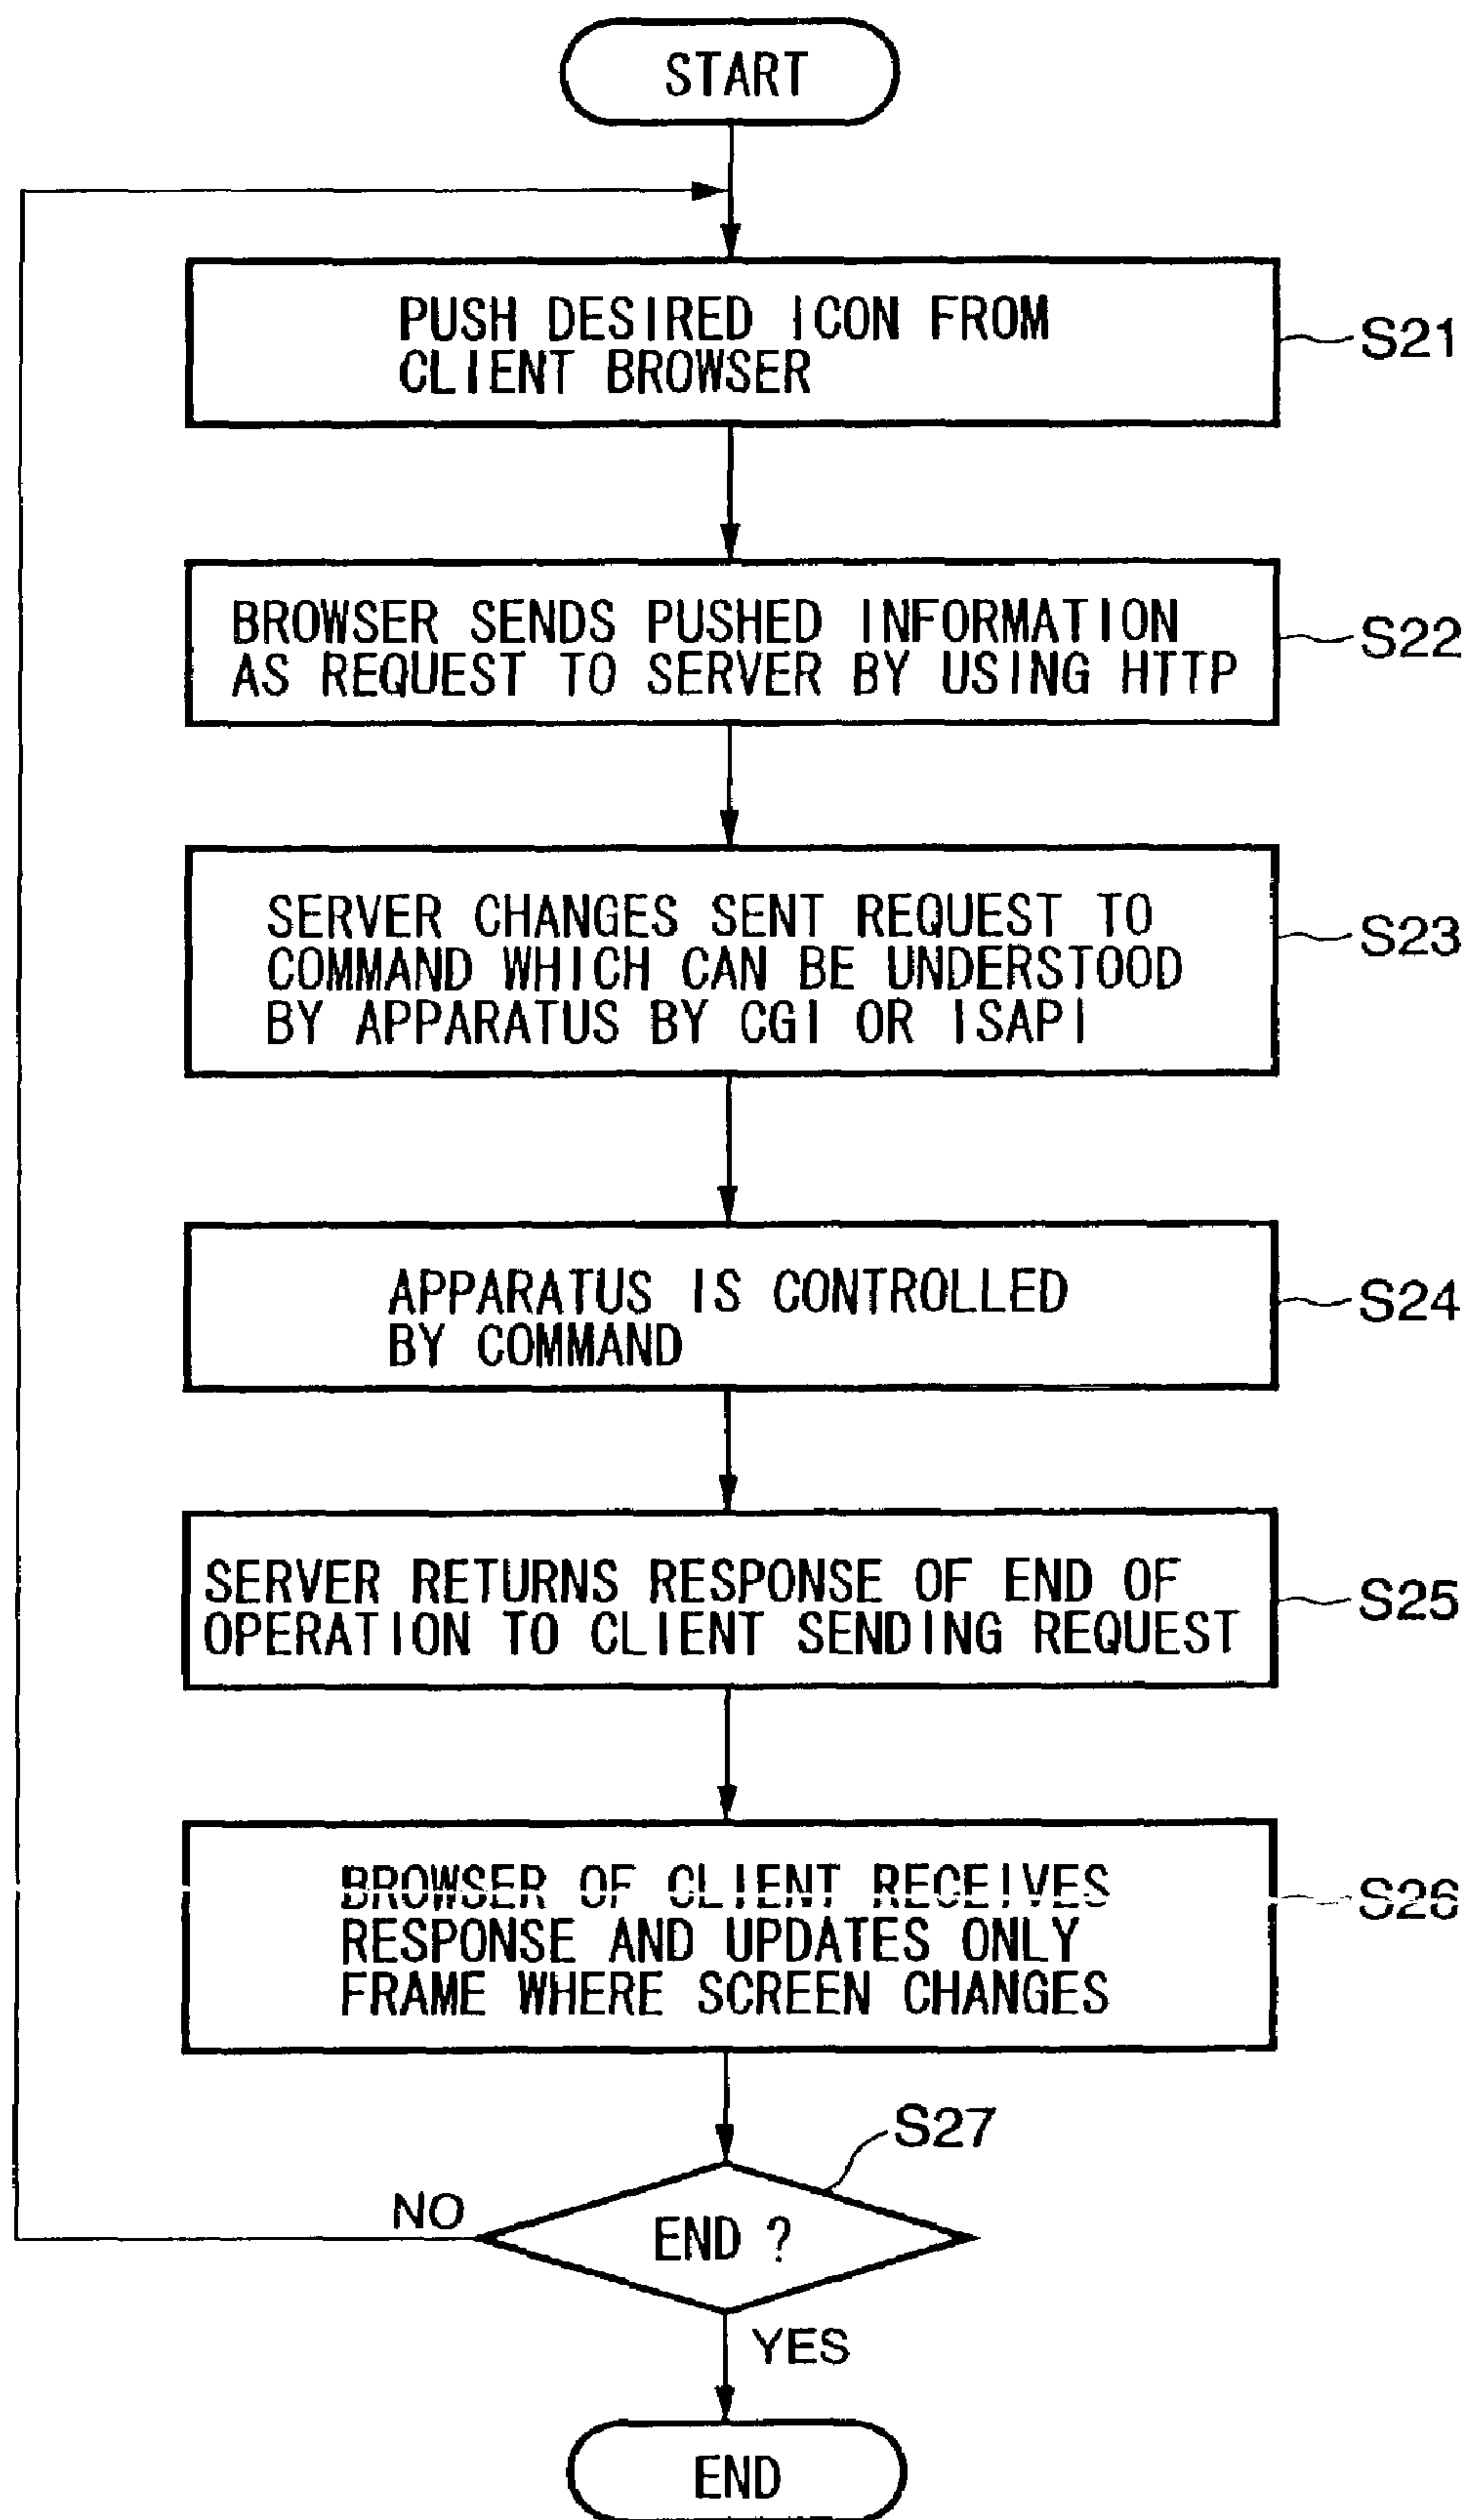 START
PUSH DESIRED ICON FROM
CLIENT BROWSER
S21
BROWSER SENDS PUSHED INFORMATION
AS REQUEST TO SERVER BY USING HTTP
S22
SERVER CHANGES SENT REQUEST TO
COMMAND WHICH CAN BE UNDERSTOOD
BY APPARATUS BY CGI OR ISAPI
S23
APPARATUS IS CONTROLLED
BY COMMAND
S24
SERVER RETURNS RESPONSE OF END OF
OPERATION TO CLIENT SENDING REQUEST
S25
BROWSER OF CLIENT RECEIVES
RESPONSE AND UPDATES ONLY
FRAME WHERE SCREEN CHANGES
S26
S27
NO
END ?
YES
END